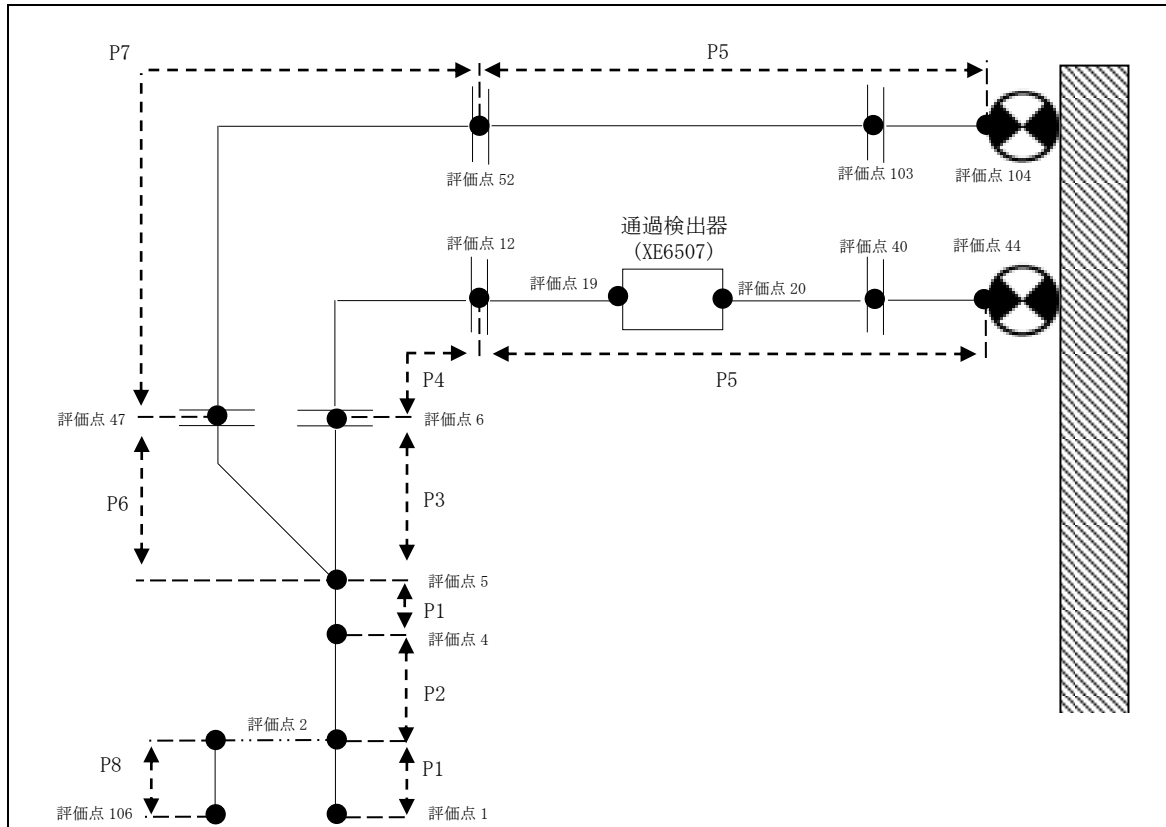 P7
P5
評価点 52
評価点 103
評価点 104
通過検出器
(XE6507)
評価点 12
評価点 40
評価点 44
評価点 19
評価点 20
P4
P5
評価点 47
評価点 6
P6
P3
評価点 5
P1
評価点 4
P2
評価点 2
P8
P1
評価点 106
評価点 1